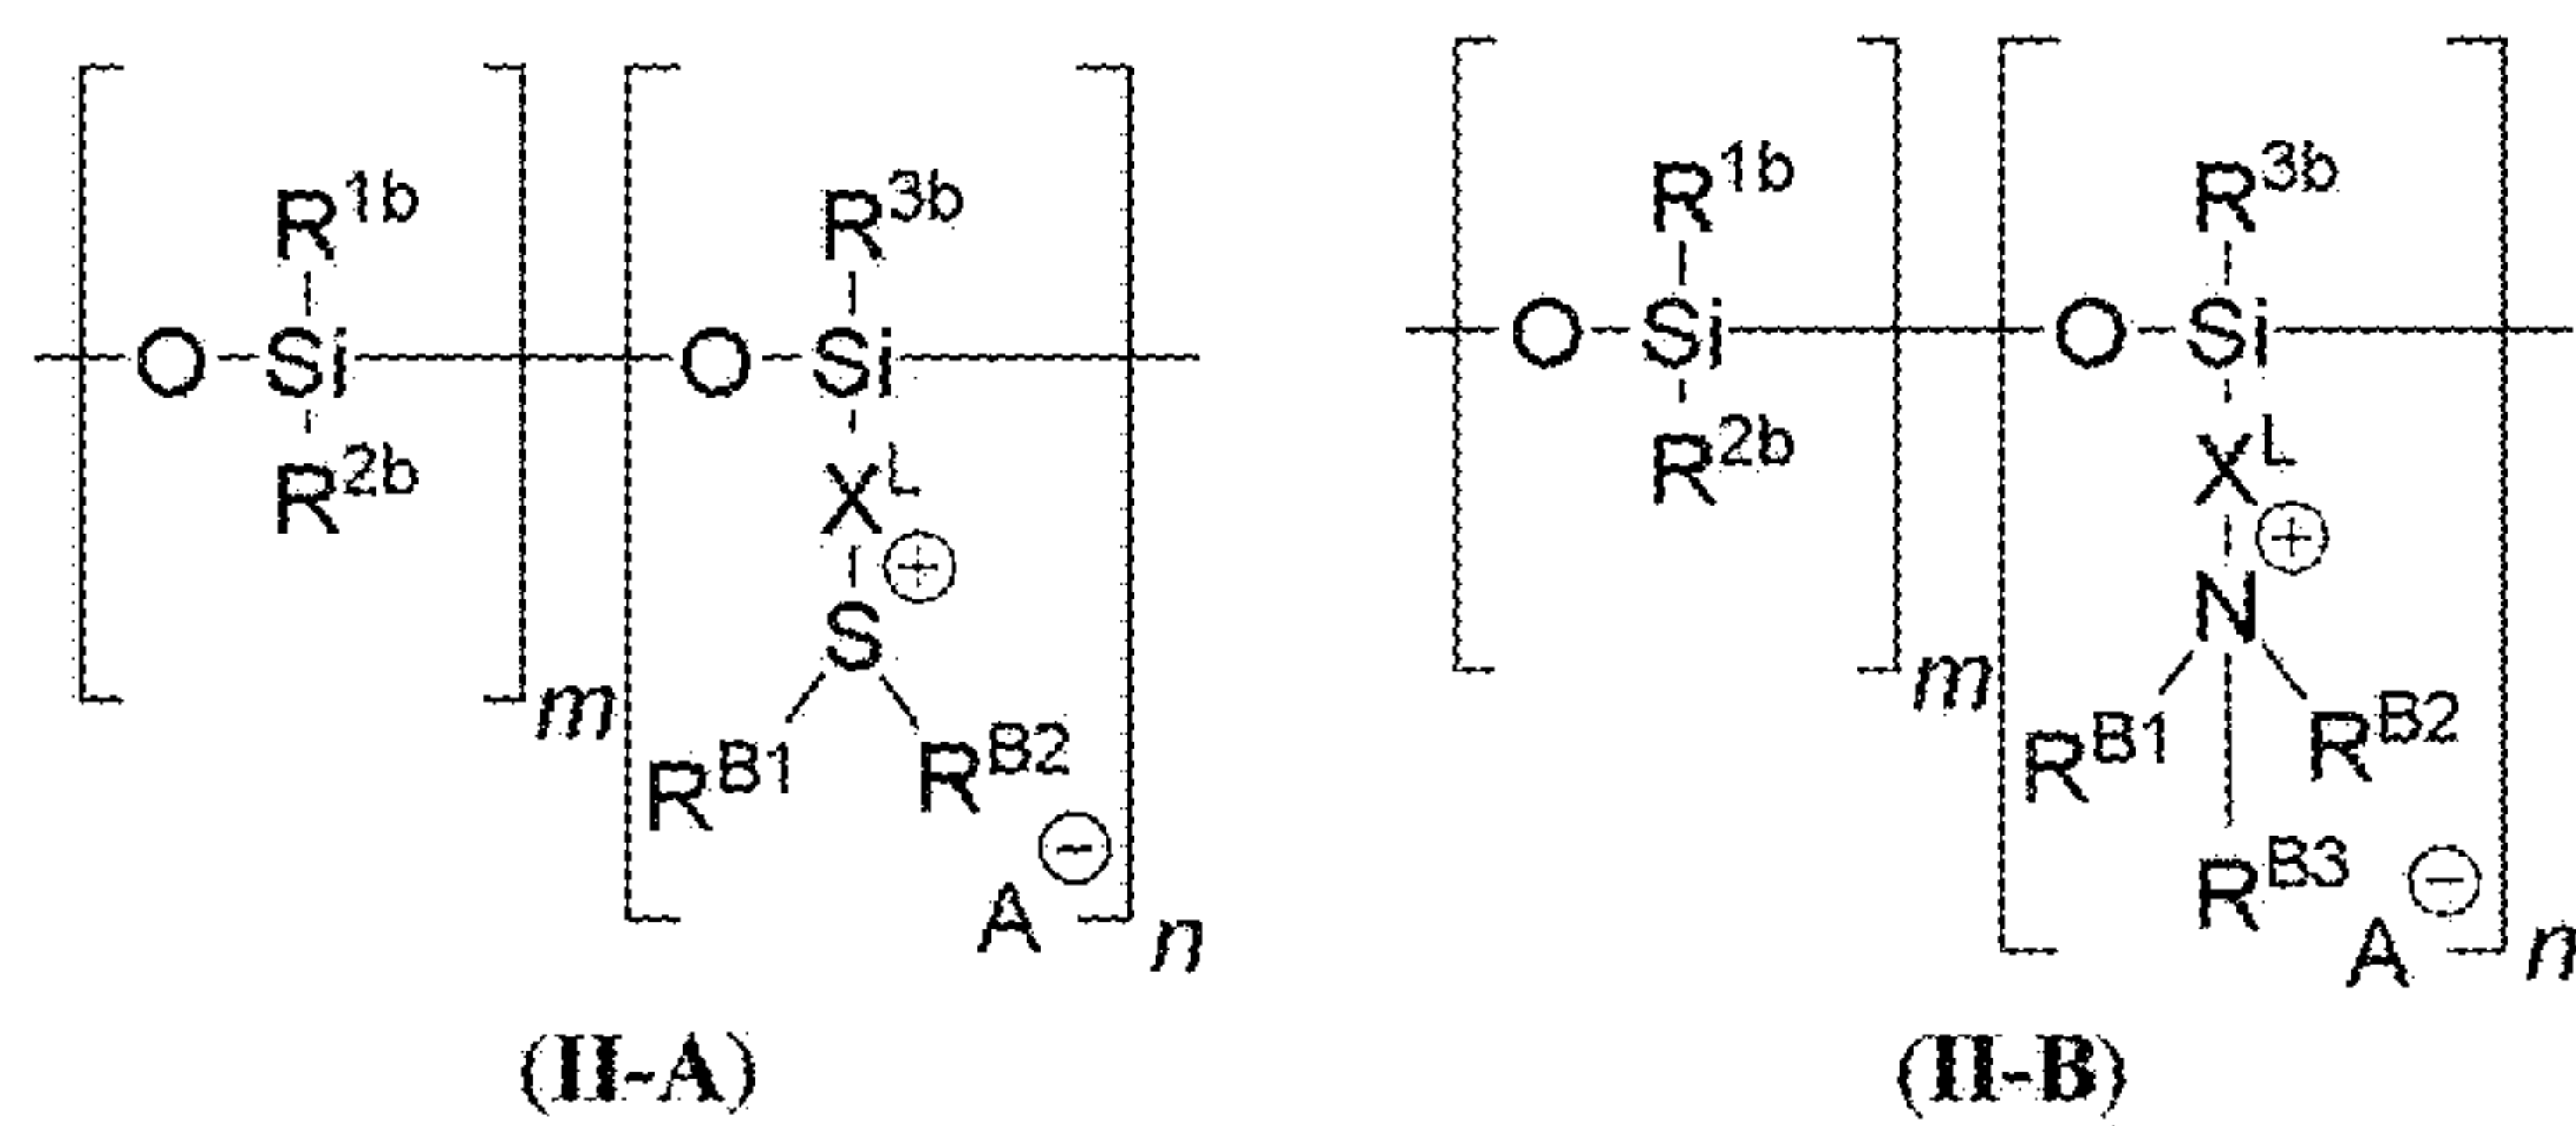 R1b R3b R1b R3b
O Si O Si O Si O Si
R2b XL R2b XL
⊕ ⊕
S N
m m
RB1 RB2 RB1 RB2
⊖ RB3 ⊖
A n A n
(II-A) (II-B)